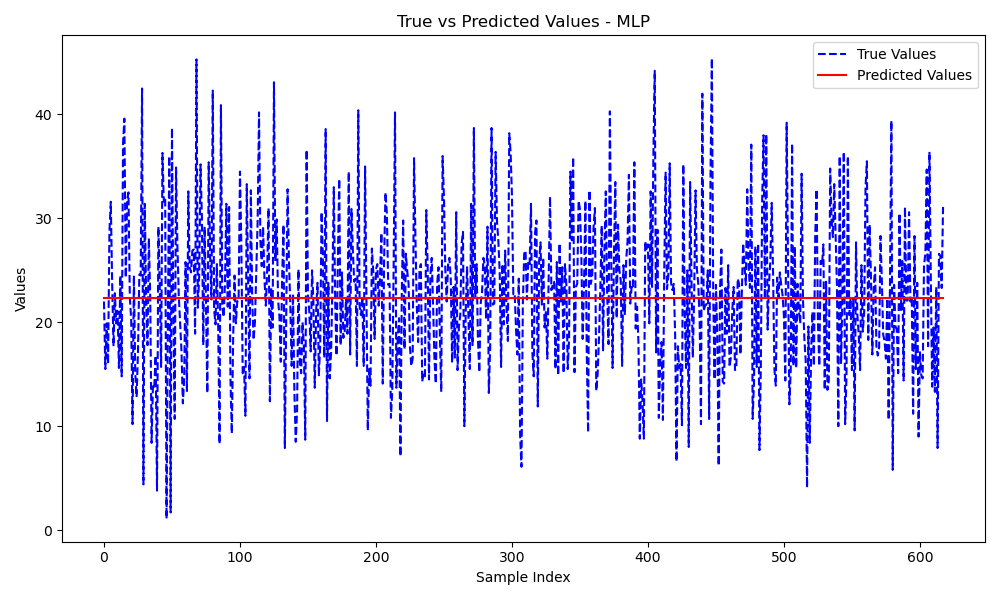 True vs Predicted Values - MLP
True Values
Predicted Values
Values
40
30
20
10
0
0 100 200 300 400 500 600
Sample Index